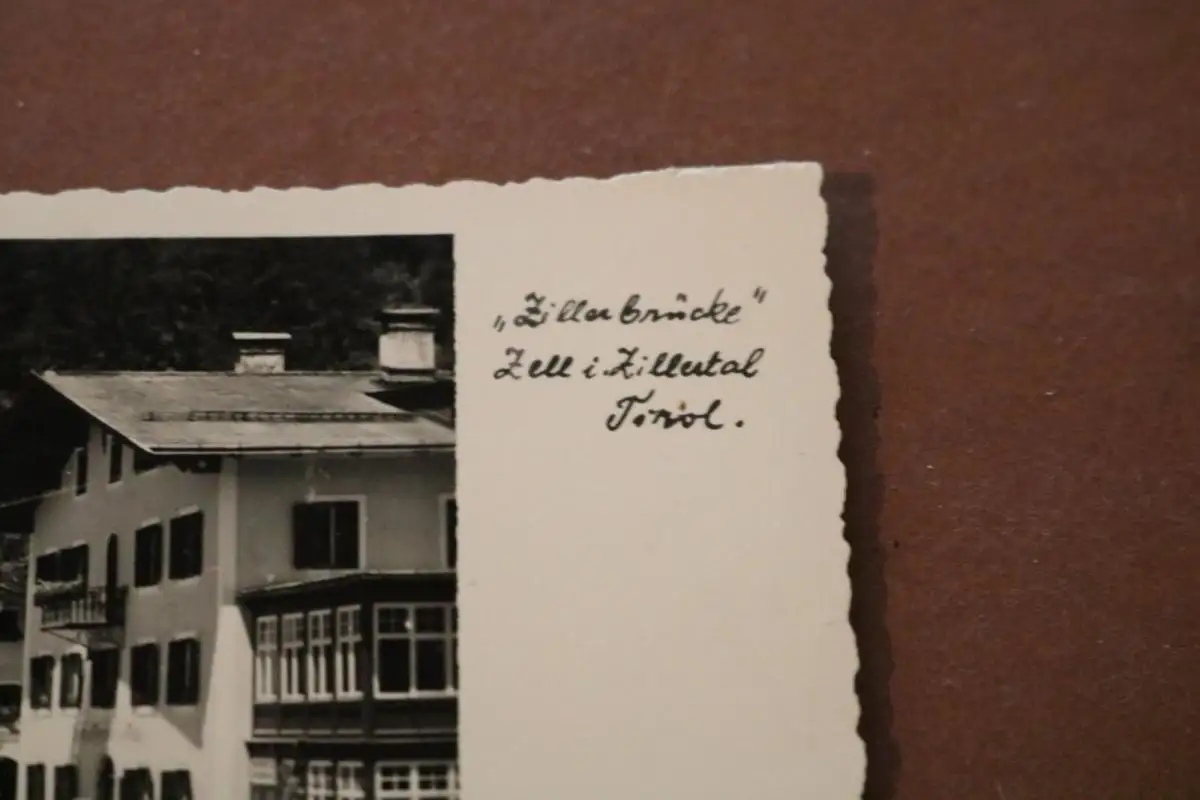 „Zillerbrücke"
Zell i. Zillertal
Tirol.